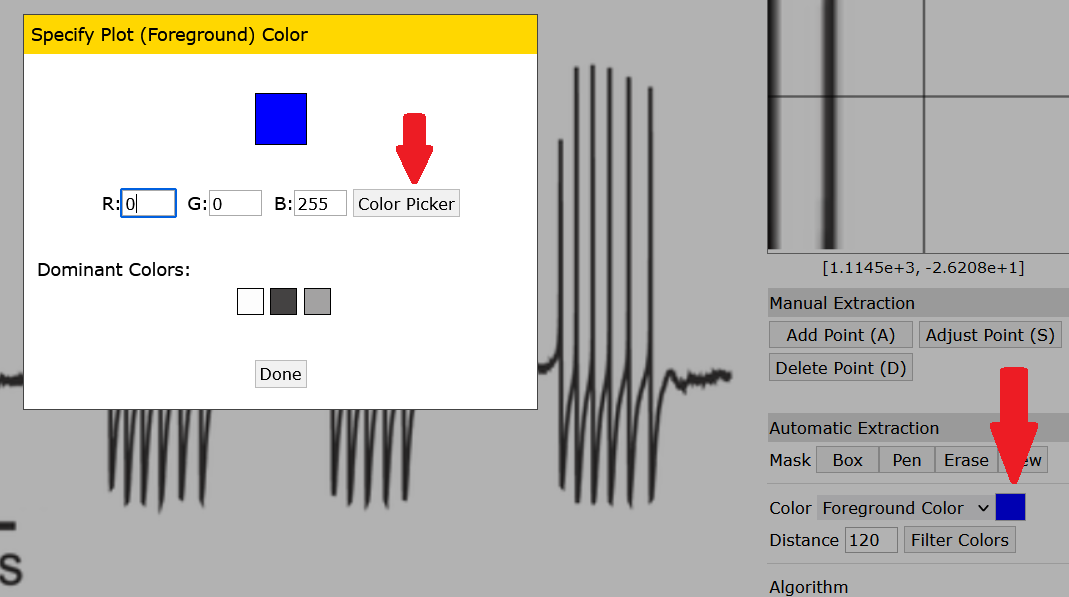 Specify Plot (Foreground) Color
R: 0 G: 0 B: 255 Color Picker
Dominant Colors:
Done
s
[1.1145e+3, -2.6208e+1]
Manual Extraction
Add Point (A) Adjust Point (S)
Delete Point (D)
Automatic Extraction
Mask Box Pen Erase
Color Foreground Color
Distance 120 Filter Colors
Algorithm